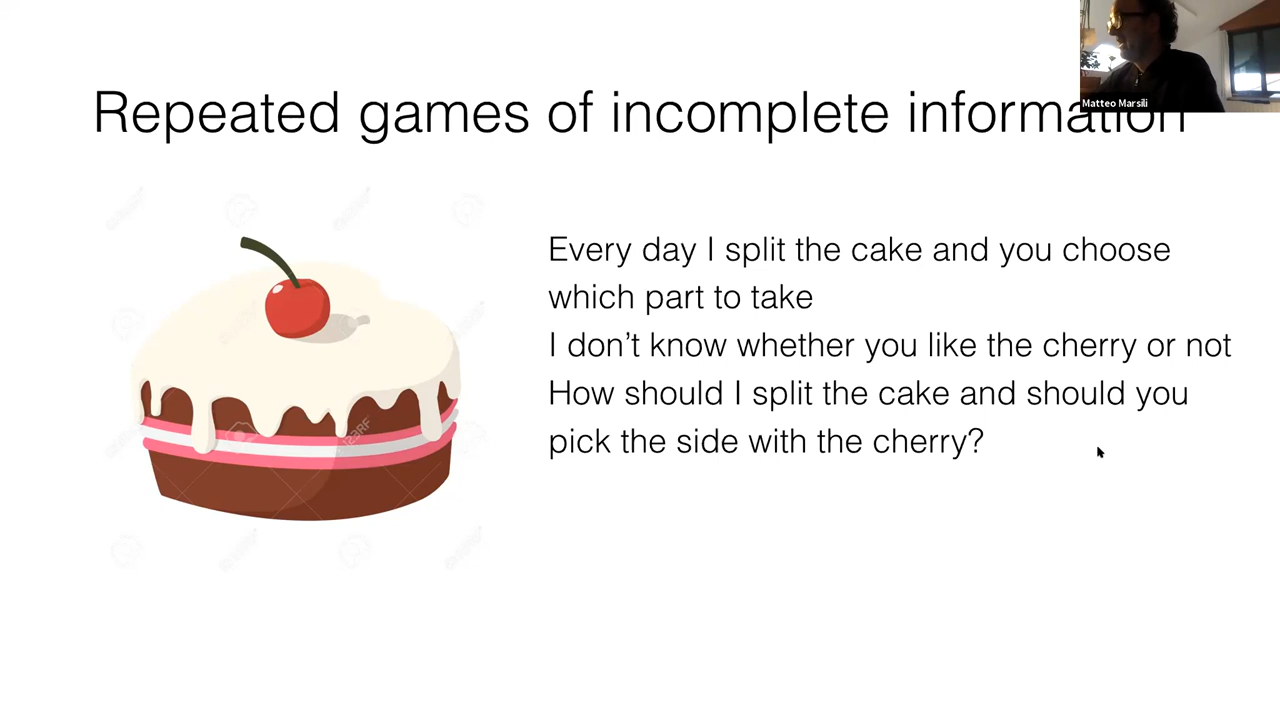 Matteo Marsili
Repeated games of incomplete information
Every day I split the cake and you choose
which part to take
I don't know whether you like the cherry or not
How should I split the cake and should you
pick the side with the cherry?
123RF